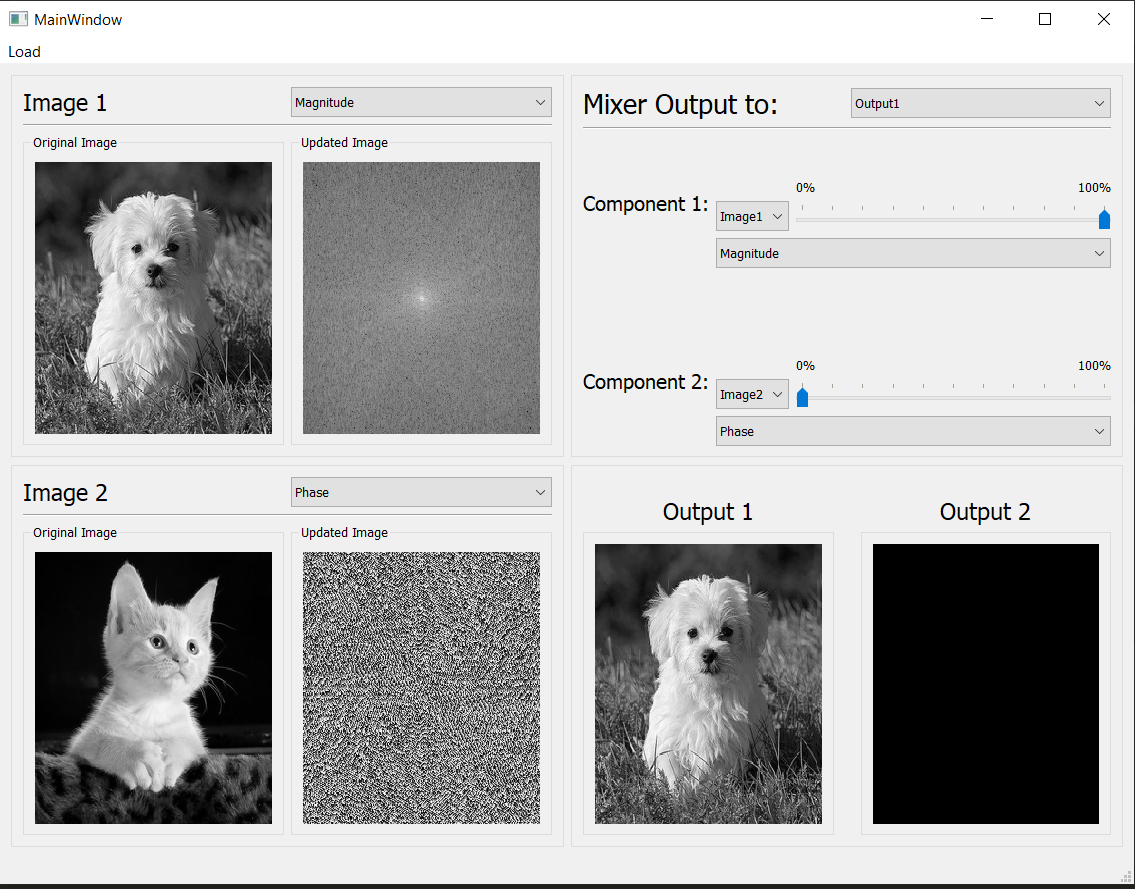 MainWindow
Load
Image 1
Magnitude
Original Image
Updated Image
Mixer Output to:
Output1
0%
100%
Component 1:
Image1
Magnitude
0%
100%
Component 2:
Image2
Phase
Image 2
Phase
Original Image
Updated Image
Output 1
Output 2